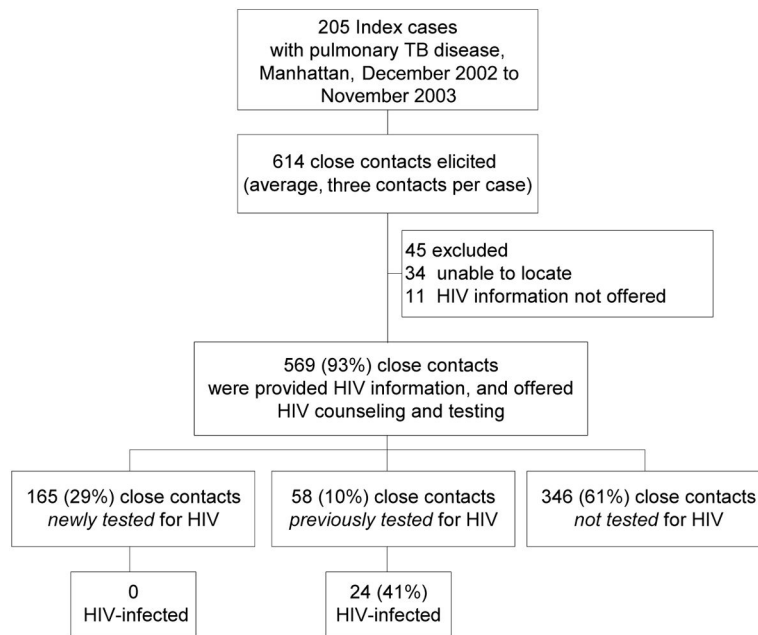 205 Index cases
with pulmonary TB disease,
Manhattan, December 2002 to
November 2003
614 close contacts elicited
(average, three contacts per case)
45 excluded
34 unable to locate
11 HIV information not offered
569 (93%) close contacts
were provided HIV information, and offered
HIV counseling and testing
165 (29%) close contacts
newly tested for HIV
58 (10%) close contacts
previously tested for HIV
346 (61%) close contacts
not tested for HIV
0
HIV-infected
24 (41%)
HIV-infected